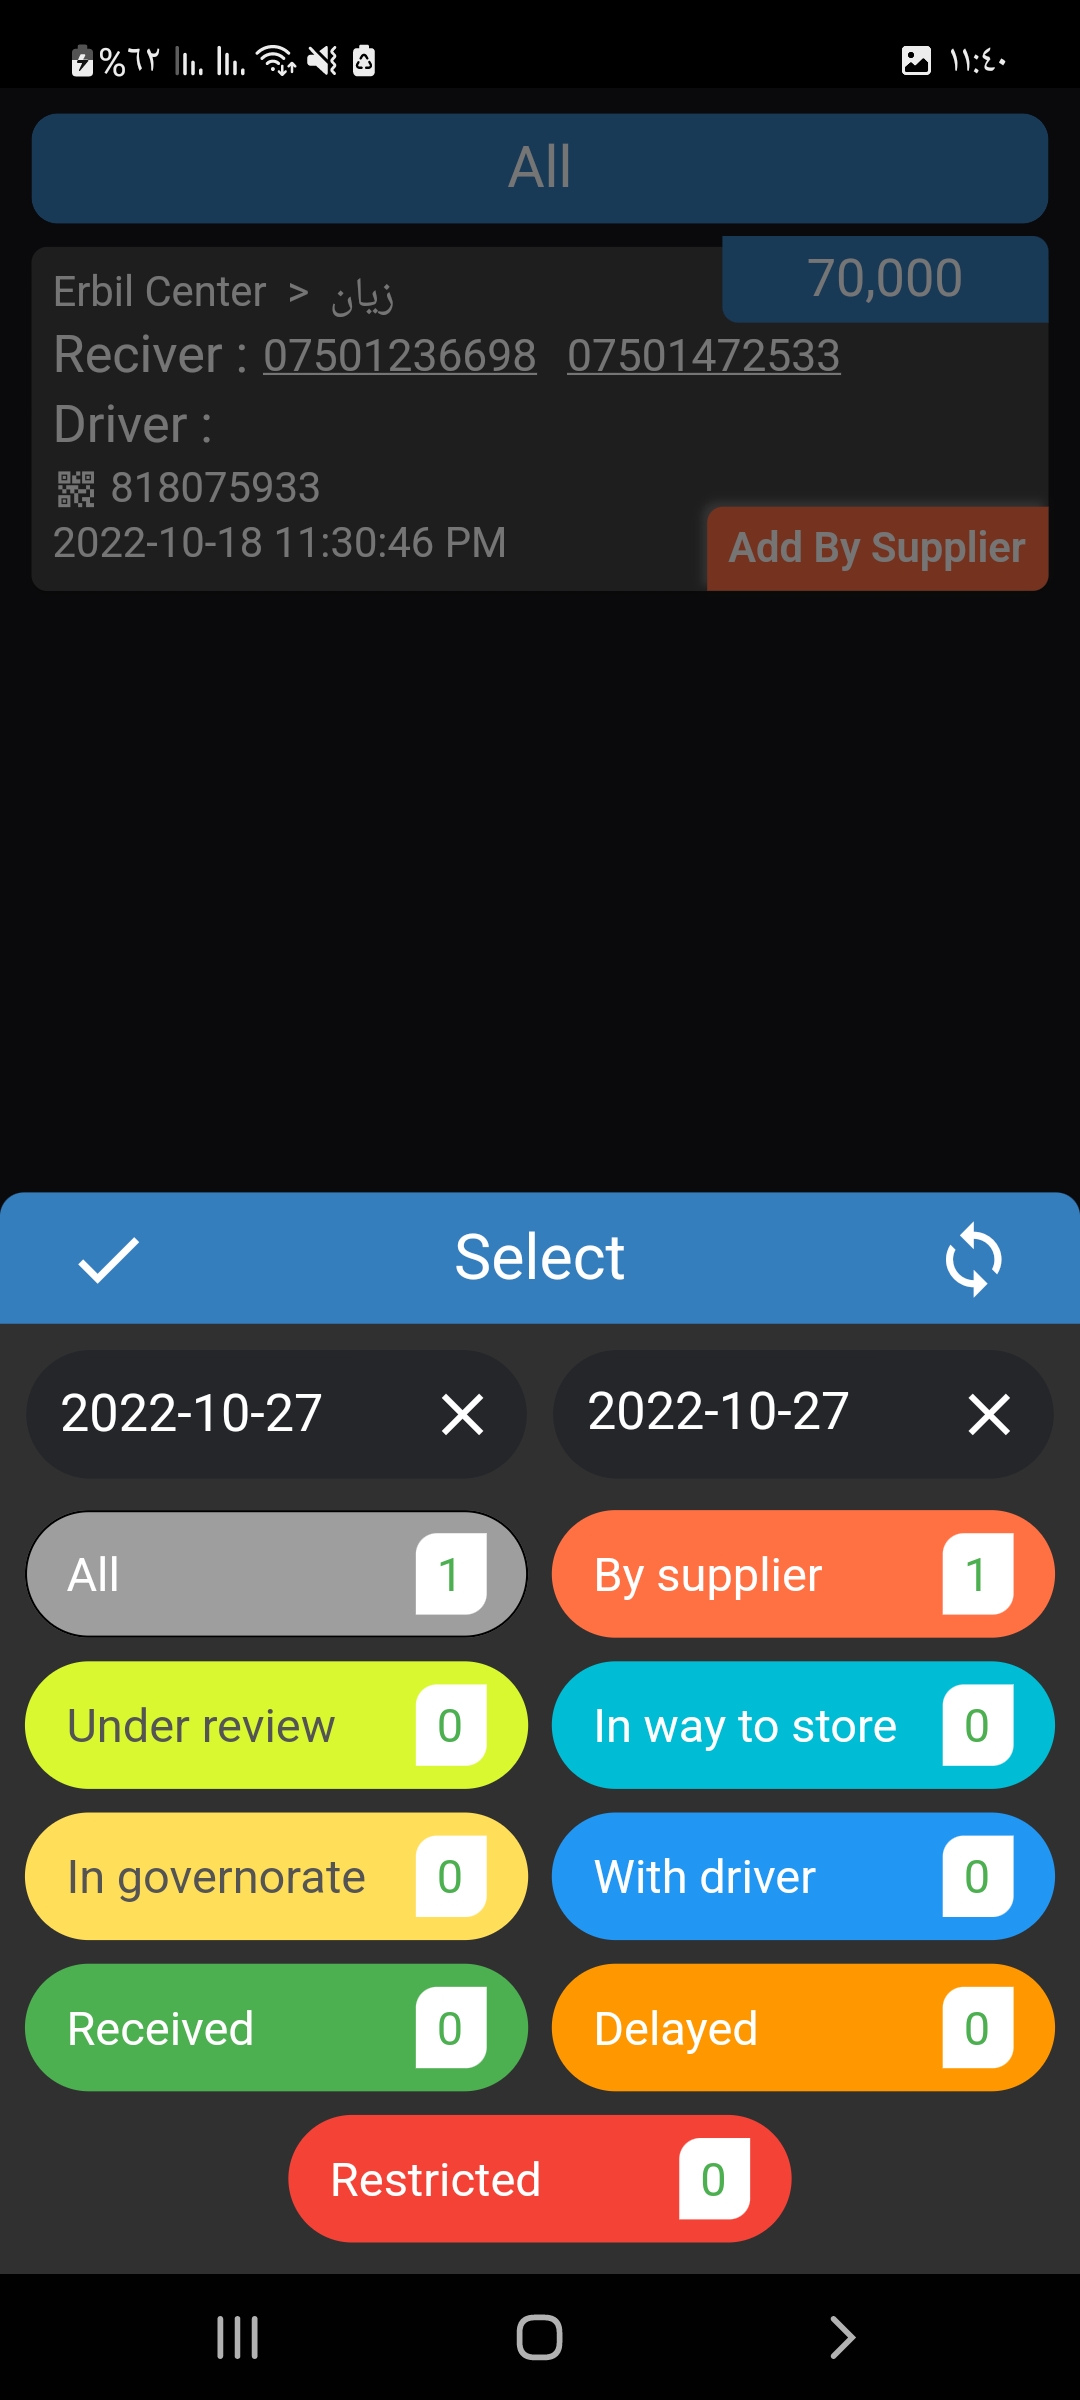 %٦٢ ١١:٤٠
All
Erbil Center > زیان 70,000
Reciver : 07501236698 07501472533
Driver :
818075933
2022-10-18 11:30:46 PM Add By Supplier
Select
2022-10-27 2022-10-27
All 1 By supplier 1
Under review 0 In way to store 0
In governorate 0 With driver 0
Received 0 Delayed 0
Restricted 0